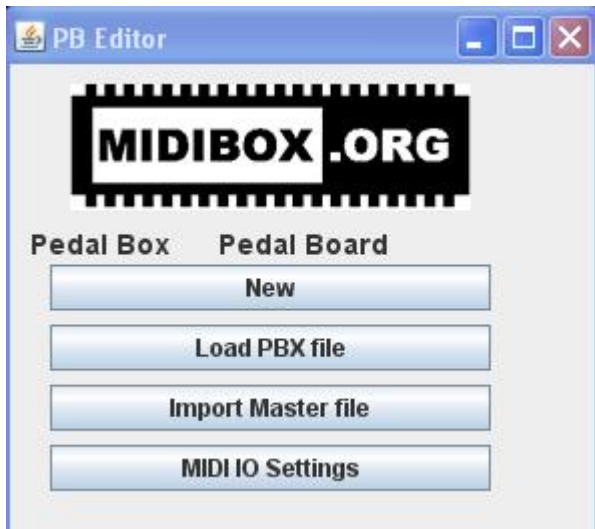 PB Editor
MIDIBOX.ORG
Pedal Box Pedal Board
New
Load PBX file
Import Master file
MIDI IO Settings